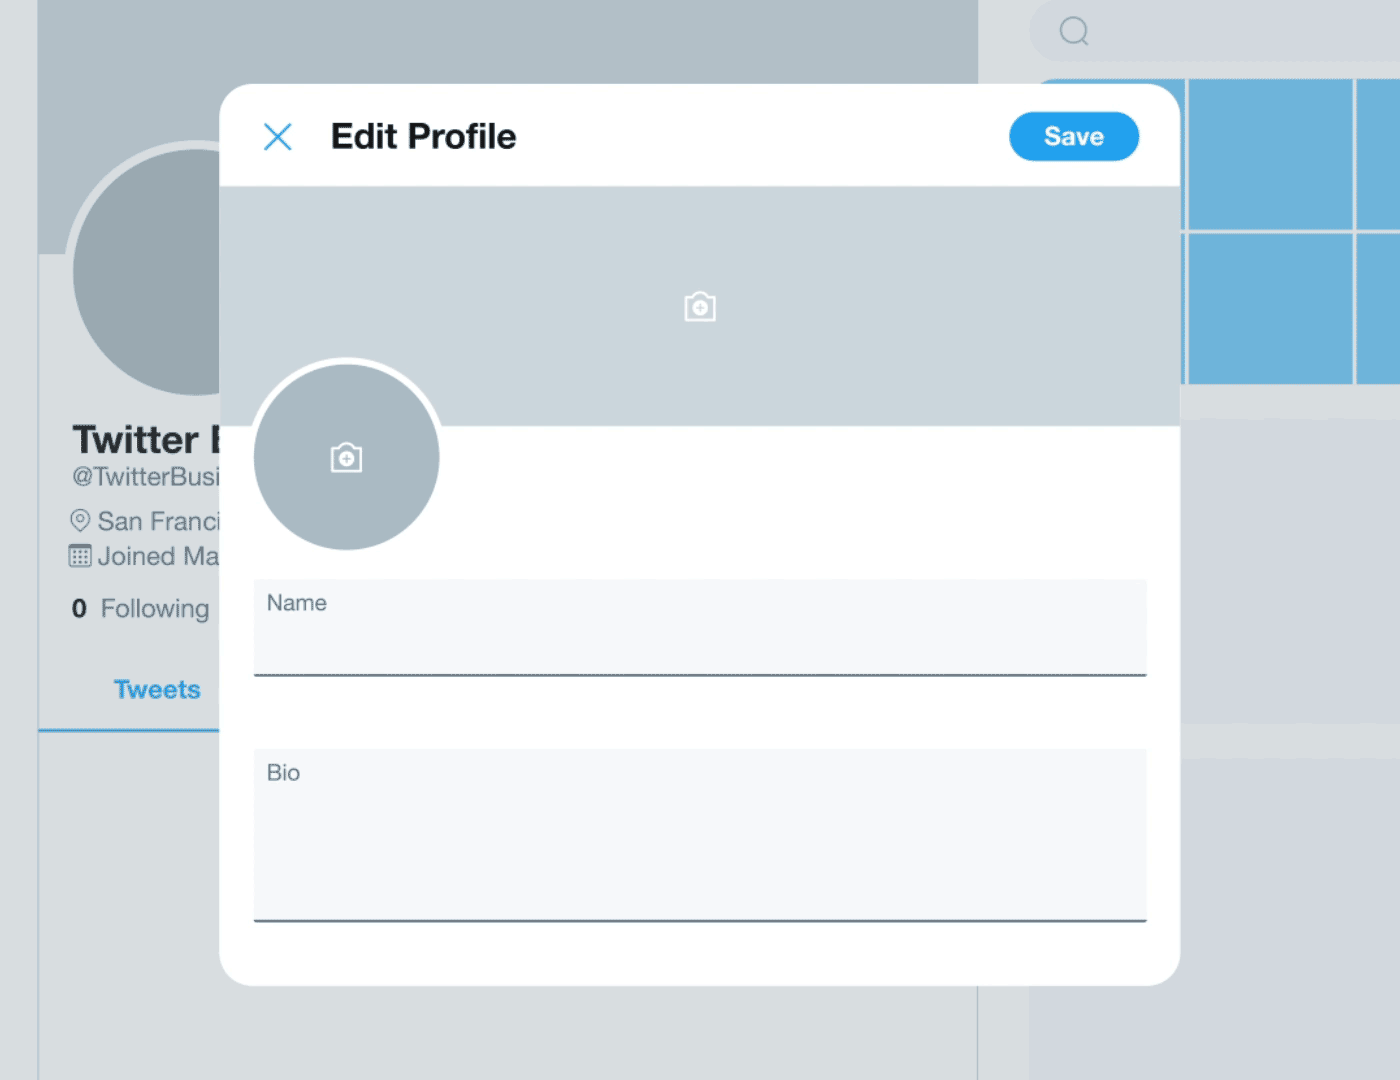 Edit Profile
Save
Twitter
@TwitterBusi
San Franci
Joined Ma
0 Following
Tweets
Name
Bio